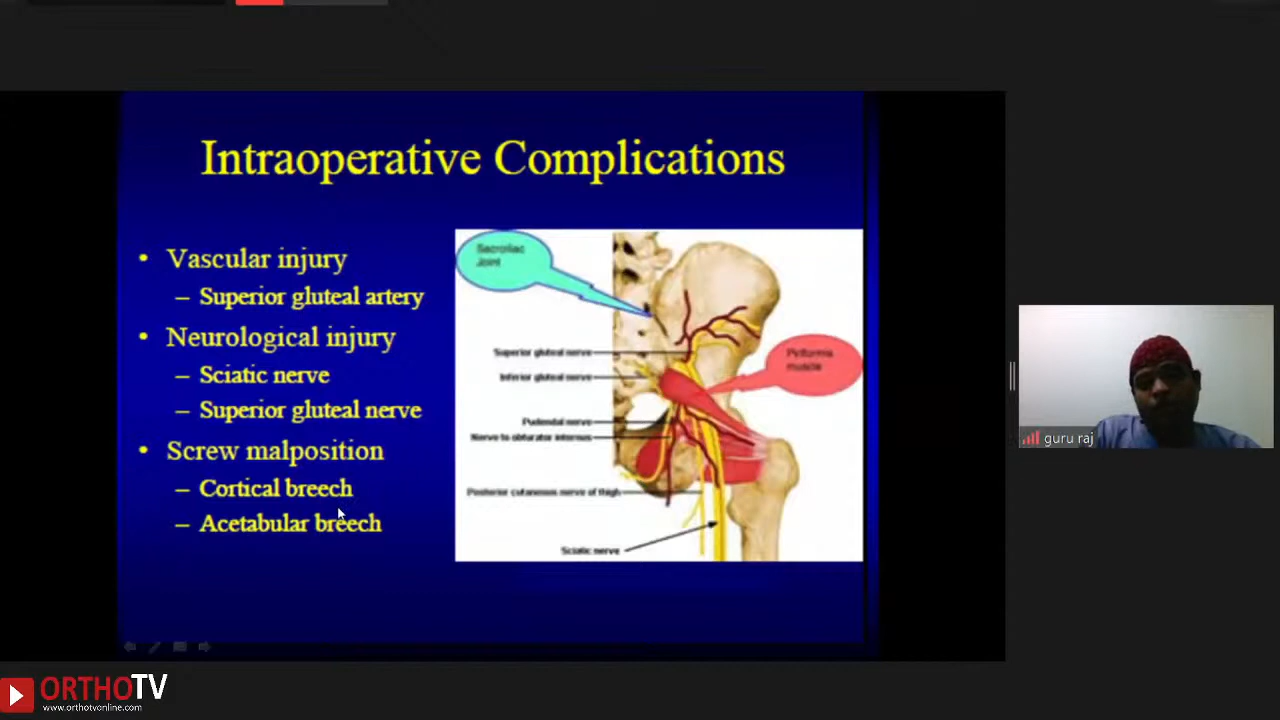 Intraoperative Complications
• Vascular injury
– Superior gluteal artery
• Neurological injury
– Sciatic nerve
– Superior gluteal nerve
• Screw malposition
– Cortical breech
– Acetabular breech
Sacroiliac
Joint
Superior gluteal nerve
Inferior gluteal nerve
Piriformis
muscle
Pudendal nerve
Nerve to obturator internus
Posterior cutaneous nerve of thigh
Sciatic nerve
guru raj
ORTHOTV
www.orthotvonline.com